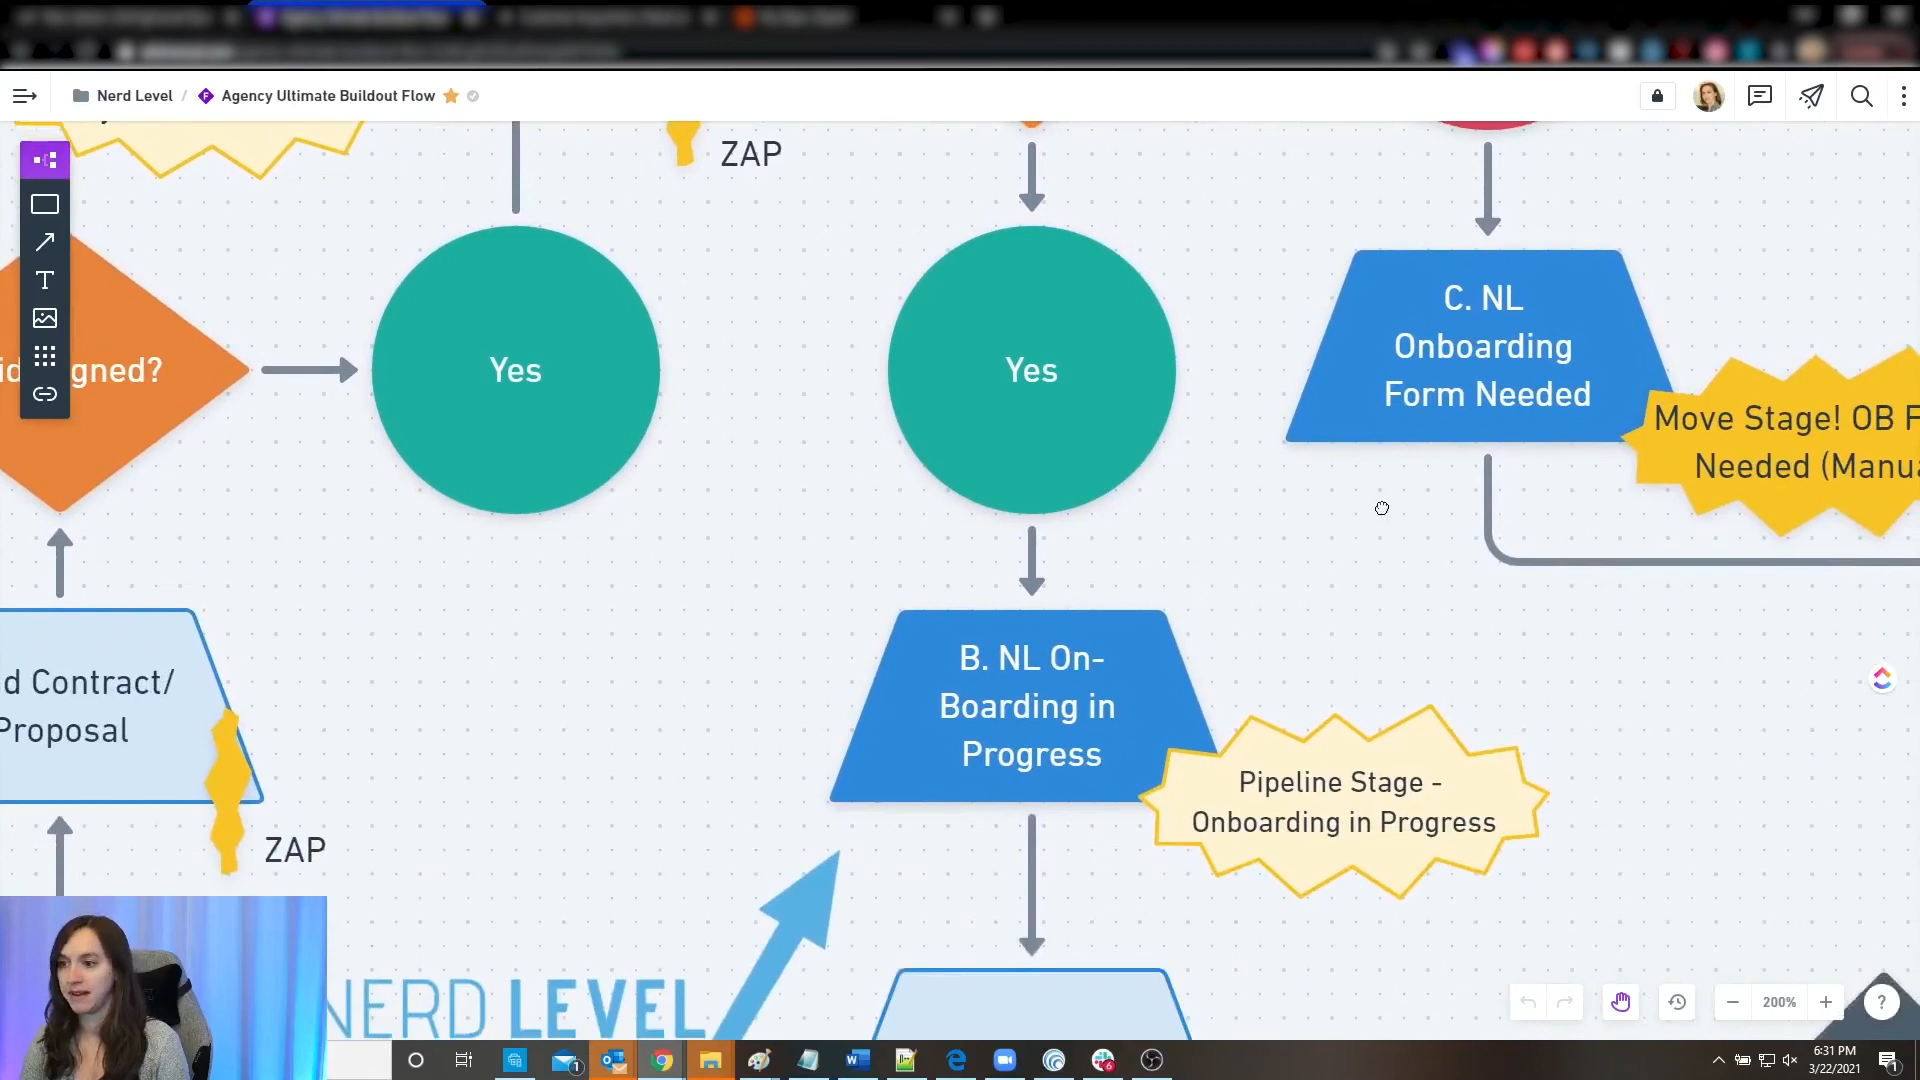 Nerd Level / Agency Ultimate Buildout Flow
ZAP
C. NL
Onboarding
Form Needed
gned?
Yes
Yes
Move Stage! OB F
Needed (Manua
d Contract/
Proposal
ZAP
B. NL On-
Boarding in
Progress
Pipeline Stage -
Onboarding in Progress
NERD LEVEL
200%
?
6:31 PM
3/22/2021